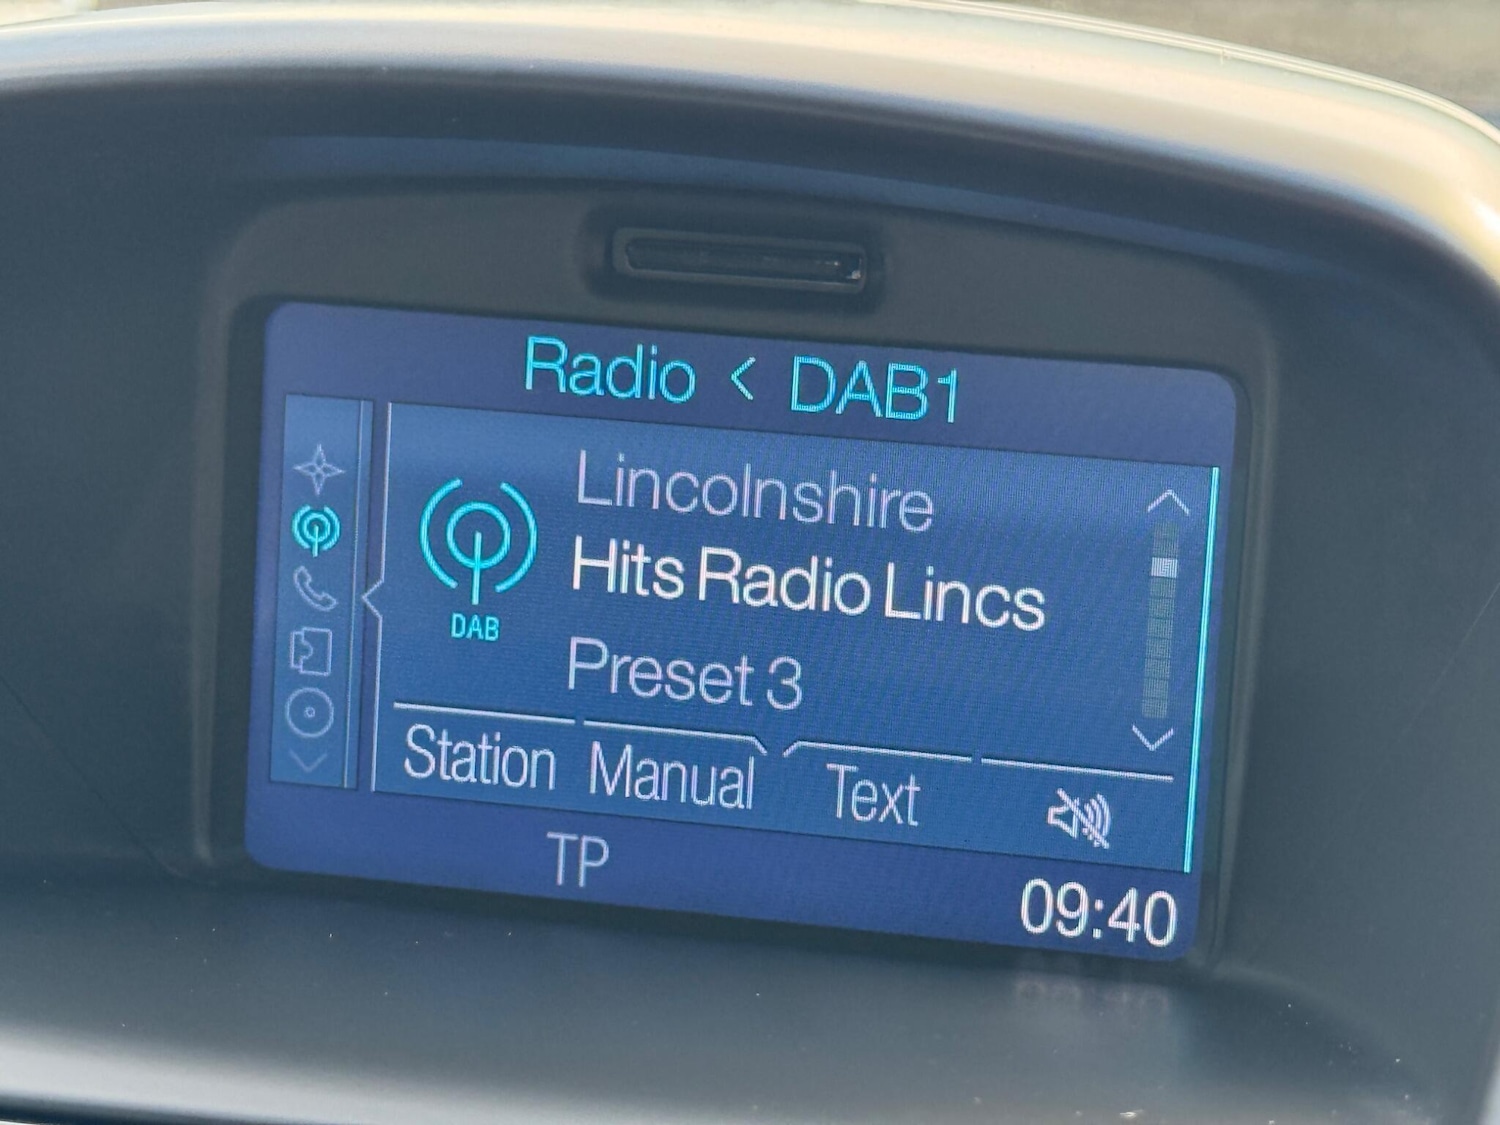 Radio < DAB1
Lincolnshire
Hits Radio Lincs
DAB
Preset 3
Station Manual Text
TP
09:40